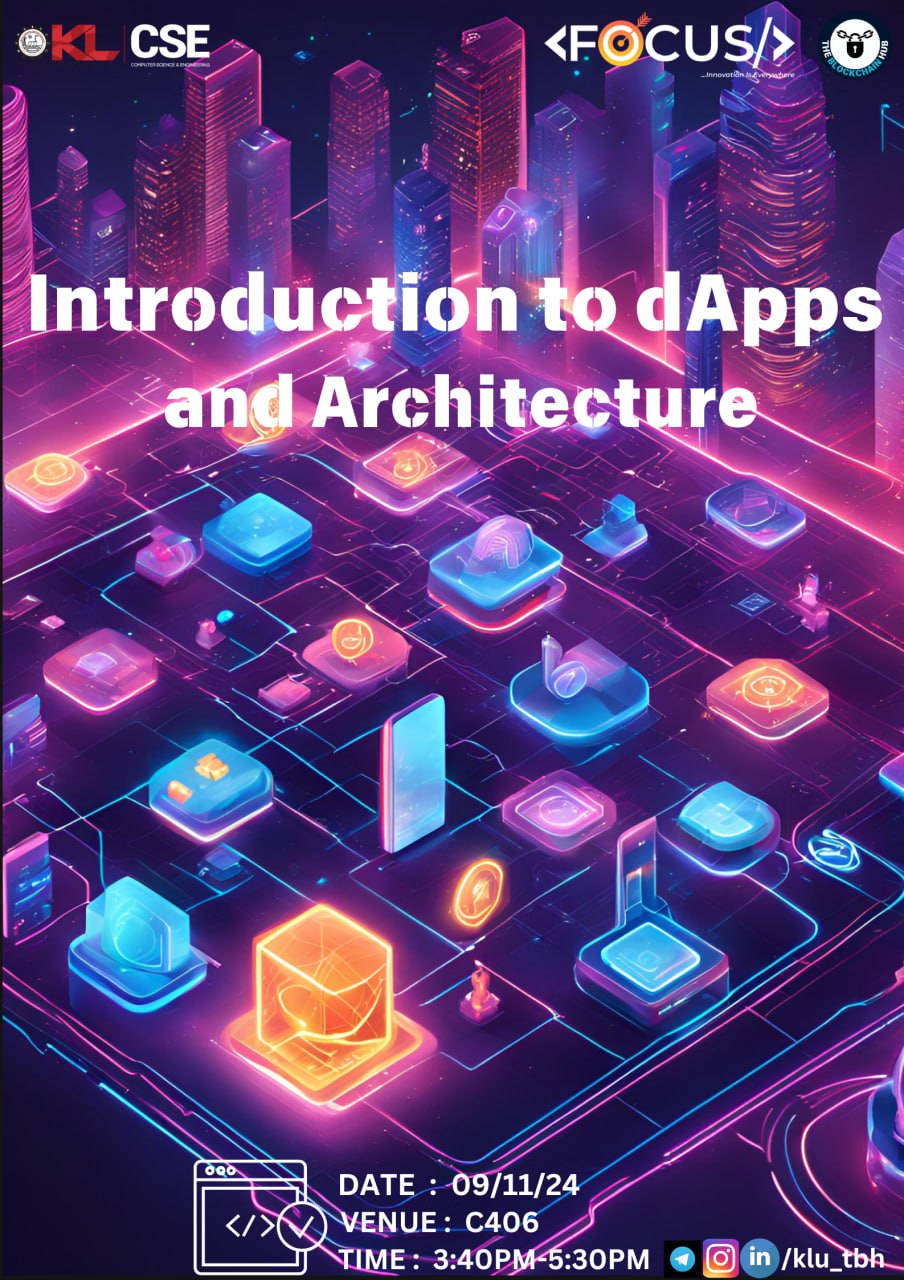 KL CSE
COMPUTER SCIENCE & ENGINEERING
<FOCUS/>
...Innovation Is Everywhere
THE BLOCKCHAIN HUB
Introduction to dApps
and Architecture
</>
DATE : 09/11/24
VENUE : C406
TIME : 3:40PM-5:30PM
in /klu_tbh